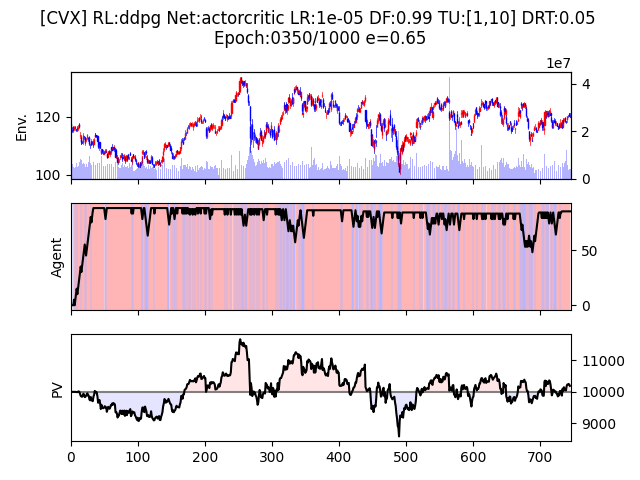 [CVX] RL:ddpg Net:actorcritic LR:1e-05 DF:0.99 TU:[1,10] DRT:0.05
Epoch:0350/1000 e=0.65
1e7
Env.
120
100
4
2
0
Agent
50
0
PV
11000
10000
9000
0 100 200 300 400 500 600 700